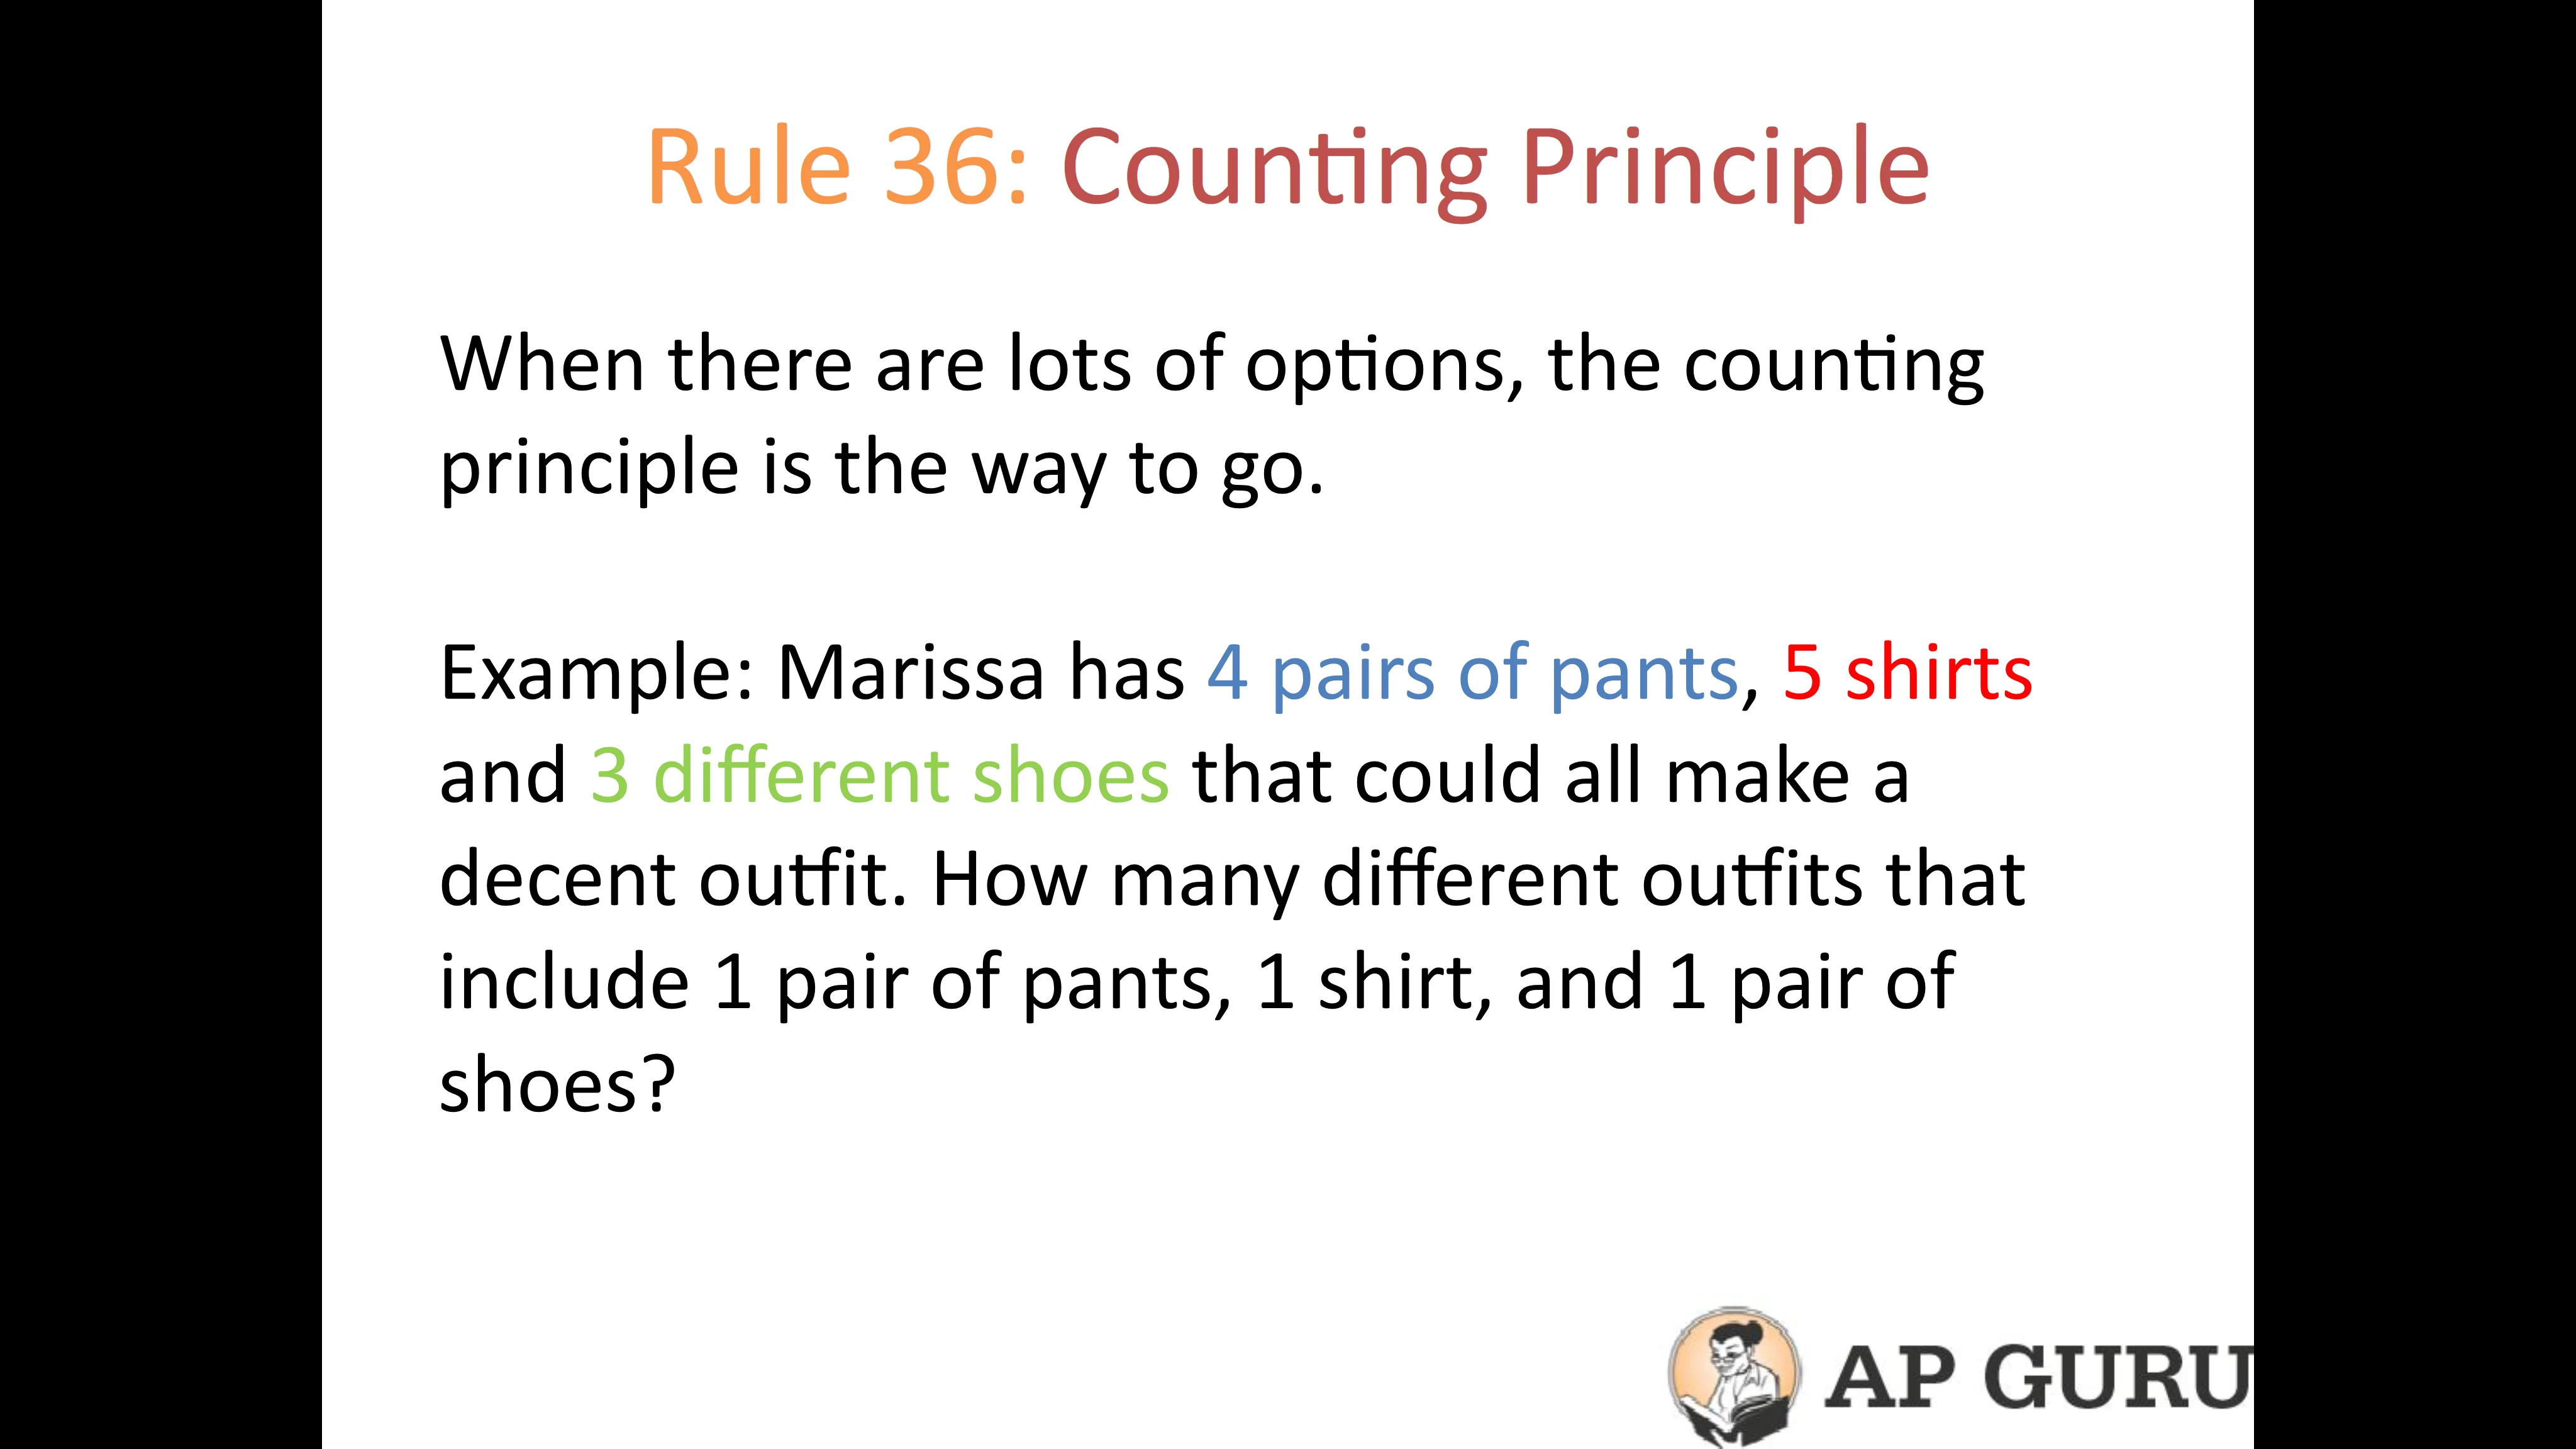 Rule 36: Counting Principle
When there are lots of options, the counting
principle is the way to go.
Example: Marissa has 4 pairs of pants, 5 shirts
and 3 different shoes that could all make a
decent outfit. How many different outfits that
include 1 pair of pants, 1 shirt, and 1 pair of
shoes?
AP GURU